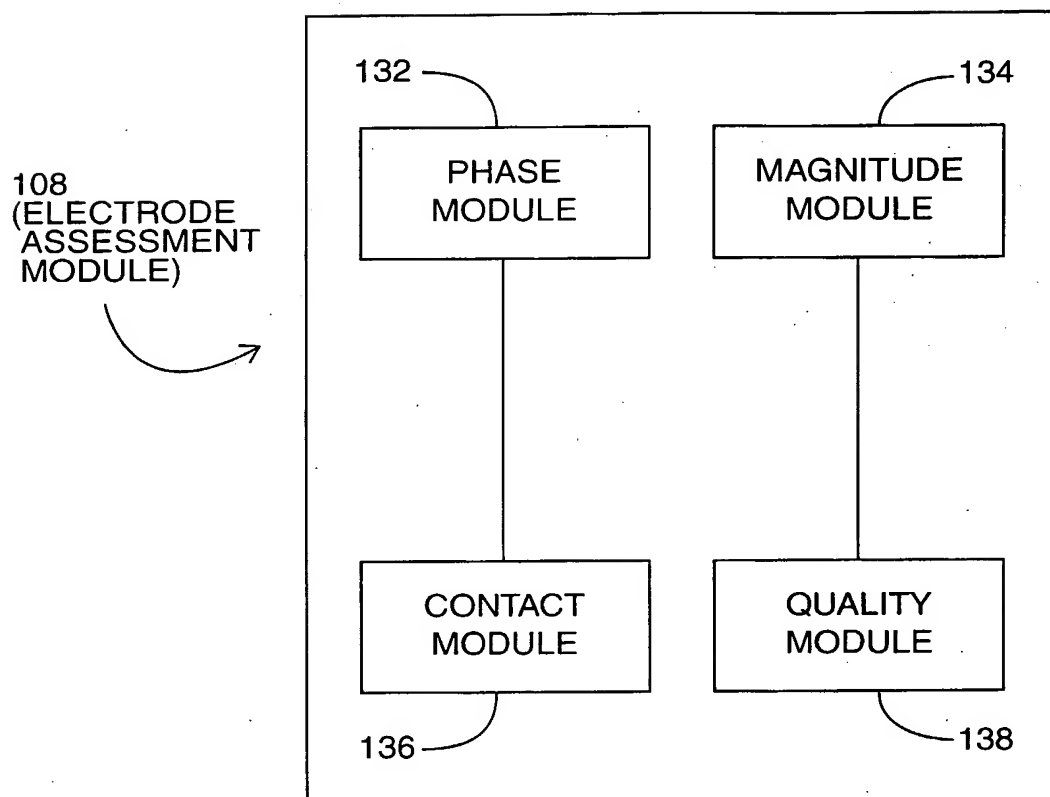 132
134
PHASE
MODULE
MAGNITUDE
MODULE
108
(ELECTRODE
ASSESSMENT
MODULE)
CONTACT
MODULE
QUALITY
MODULE
136
138